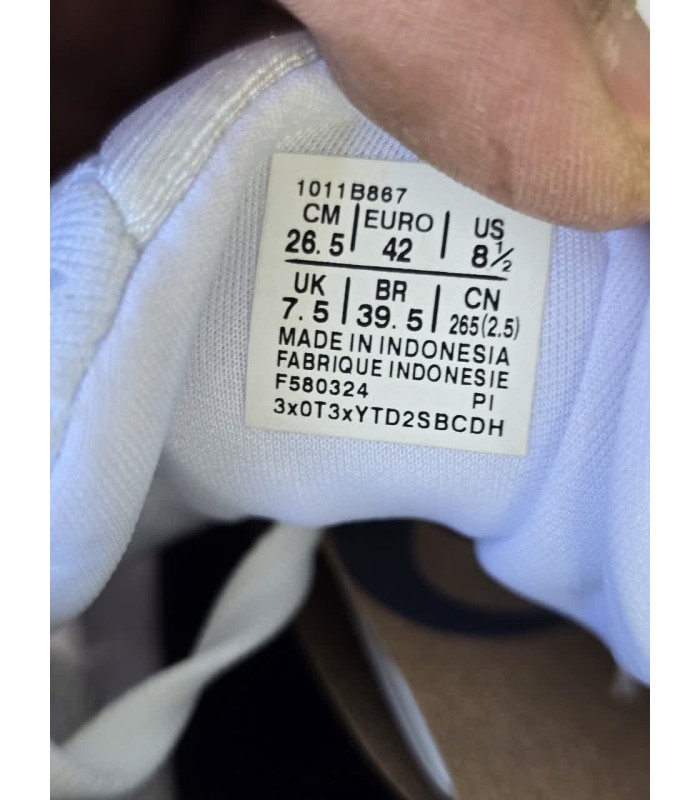 1011B867
CM | EURO | US
26.5 | 42 | 8½
UK | BR | CN
7.5 | 39.5 | 265(2.5)
MADE IN INDONESIA
FABRIQUE INDONESIE
F580324 PI
3x0T3xYTD2SBCDH